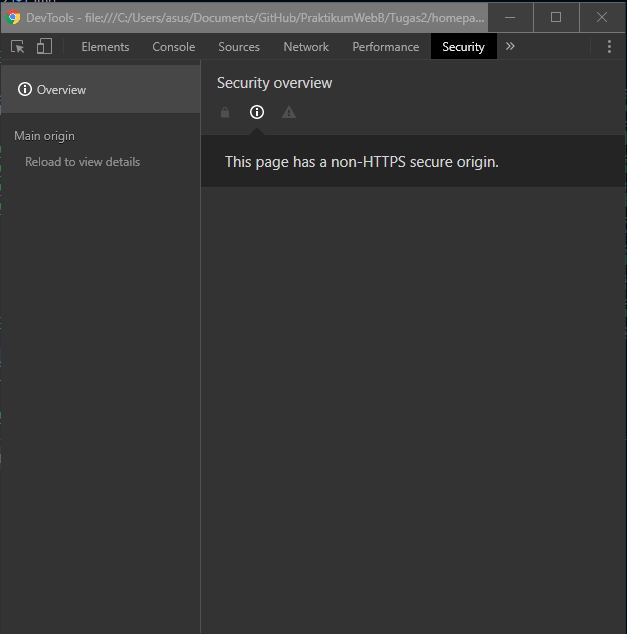 DevTools - file:///C:/Users/asus/Documents/GitHub/PraktikumWebB/Tugas2/homepa...
Elements Console Sources Network Performance Security »
Overview
Security overview
Main origin
Reload to view details
This page has a non-HTTPS secure origin.